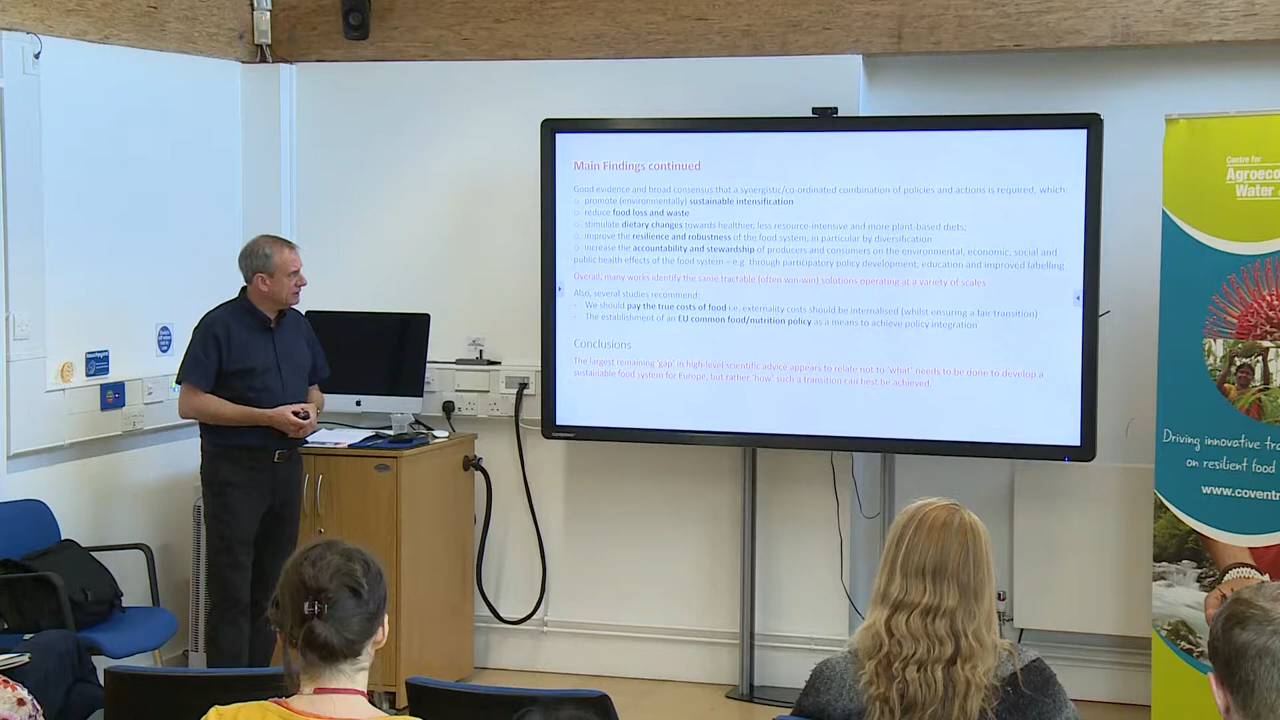 Main Findings continued
Good evidence and broad consensus that a synergistic/co-ordinated combination of policies and actions is required, which:
o promote (environmentally) sustainable intensification
o reduce food loss and waste
o stimulate dietary changes towards healthier, less resource-intensive and more plant-based diets;
o improve the resilience and robustness of the food system, in particular by diversification
o increase the accountability and stewardship of producers and consumers on the environmental, economic, social and
public health effects of the food system – e.g. through participatory policy development, education and improved labelling
Overall, many works identify the same tractable (often win-win) solutions operating at a variety of scales
Also, several studies recommend:
- We should pay the true costs of food i.e. externality costs should be internalised (whilst ensuring a fair transition)
- The establishment of an EU common food/nutrition policy as a means to achieve policy integration
Conclusions
The largest remaining 'gap' in high-level scientific advice appears to relate not to 'what' needs to be done to develop a
sustainable food system for Europe, but rather 'how' such a transition can best be achieved.
Centre for
Agroeco
Water &
Driving innovative tra
on resilient food
www.coventr